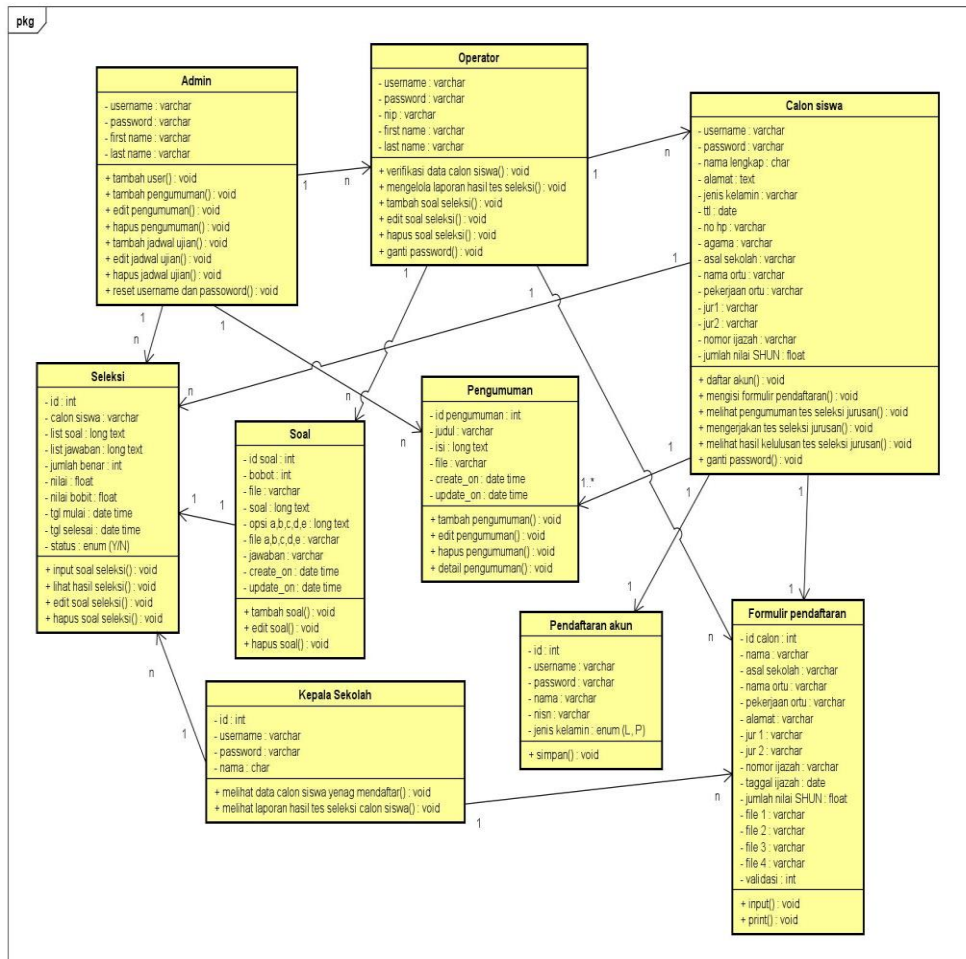 pkg
Admin
- username : varchar
- password : varchar
- first name : varchar
- last name : varchar
+ tambah user() : void
+ tambah pengumuman() : void
+ edit pengumuman() : void
+ hapus pengumuman() : void
+ tambah jadwal ujian() : void
+ edit jadwal ujian() : void
+ hapus jadwal ujian() : void
+ reset username dan passoword() : void
Operator
- username : varchar
- password : varchar
- nip : varchar
- first name : varchar
- last name : varchar
+ verifikasi data calon siswa() : void
+ mengelola laporan hasil tes seleksi() : void
+ tambah soal seleksi() : void
+ edit soal seleksi() : void
+ hapus soal seleksi() : void
+ ganti password() : void
Calon siswa
- username : varchar
- password : varchar
- nama lengkap : char
- alamat : text
- jenis kelamin : varchar
- ttl : date
- no hp : varchar
- agama : varchar
- asal sekolah : varchar
- nama ortu : varchar
- pekerjaan ortu : varchar
- jur1 : varchar
- jur2 : varchar
- nomor ijazah : varchar
- jumlah nilai SHUN : float
+ daftar akun() : void
+ mengisi formulir pendaftaran() : void
+ melihat pengumuman tes seleksi jurusan() : void
+ mengerjakan tes seleksi jurusan() : void
+ melihat hasil kelulusan tes seleksi jurusan() : void
+ ganti password() : void
1
n
1
n
1
1
1
n
1
n
n
n
1
1..*
1
1
Seleksi
- id : int
- calon siswa : varchar
- list soal : long text
- list jawaban : long text
- jumlah benar : int
- nilai : float
- nilai bobit : float
- tgl mulai : date time
- tgl selesai : date time
- status : enum (Y/N)
+ input soal seleksi() : void
+ lihat hasil seleksi() : void
+ edit soal seleksi() : void
+ hapus soal seleksi() : void
Soal
- id soal : int
- bobot : int
- file : varchar
- soal : long text
- opsi a,b,c,d,e : long text
- file a,b,c,d,e : varchar
- jawaban : varchar
- create_on : date time
- update_on : date time
+ tambah soal() : void
+ edit soal() : void
+ hapus soal() : void
Pengumuman
- id pengumuman : int
- judul : varchar
- isi : long text
- file : varchar
- create_on : date time
- update_on : date time
+ tambah pengumuman() : void
+ edit pengumuman() : void
+ hapus pengumuman() : void
+ detail pengumuman() : void
1
1
1
1
n
Pendaftaran akun
- id : int
- username : varchar
- password : varchar
- nama : varchar
- nisn : varchar
- jenis kelamin : enum (L, P)
+ simpan() : void
Formulir pendaftaran
- id calon : int
- nama : varchar
- asal sekolah : varchar
- nama ortu : varchar
- pekerjaan ortu : varchar
- alamat : varchar
- jur 1 : varchar
- jur 2 : varchar
- nomor ijazah : varchar
- taggal ijazah : date
- jumlah nilai SHUN : float
- file 1 : varchar
- file 2 : varchar
- file 3 : varchar
- file 4 : varchar
- validasi : int
+ input() : void
+ print() : void
Kepala Sekolah
- id : int
- username : varchar
- password : varchar
- nama : char
+ melihat data calon siswa yenag mendaftar() : void
+ melihat laporan hasil tes seleksi calon siswa() : void
n
1
1
n